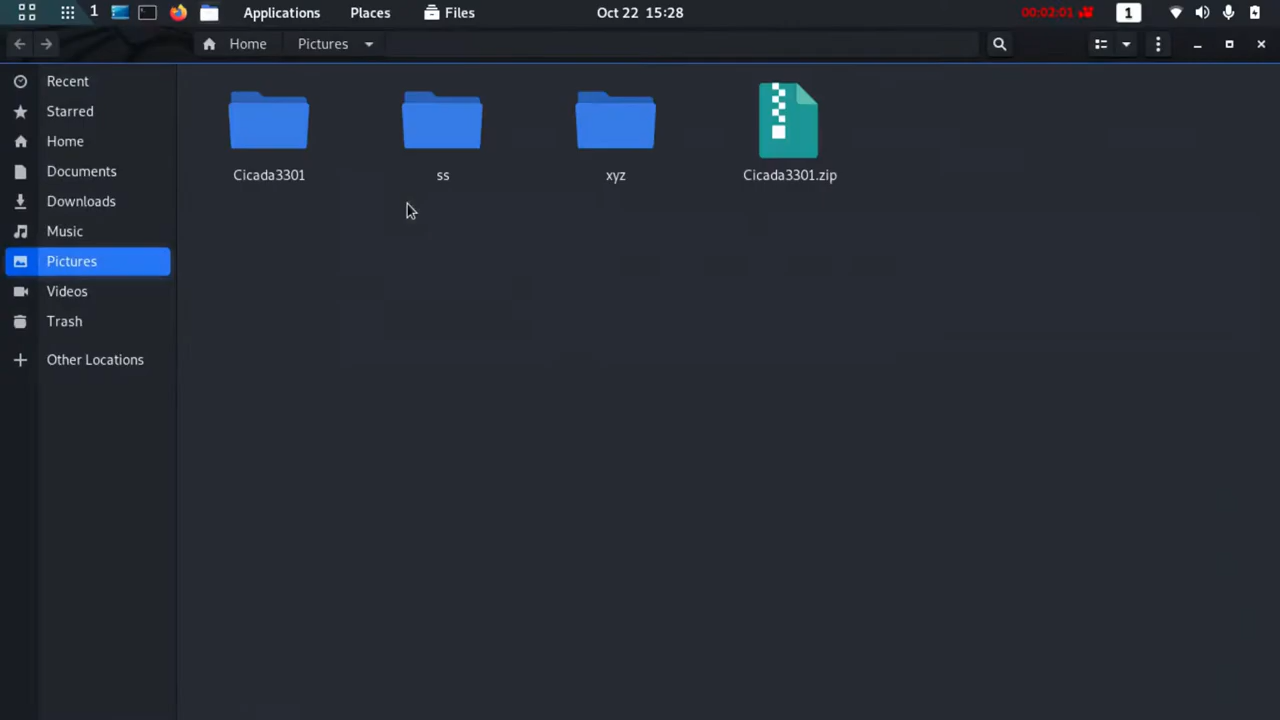 1 Applications Places Files Oct 22 15:28 00:02:01 1
Home Pictures
Recent
Starred
Home
Documents
Downloads
Music
Pictures
Videos
Trash
Other Locations
Cicada3301 ss xyz Cicada3301.zip